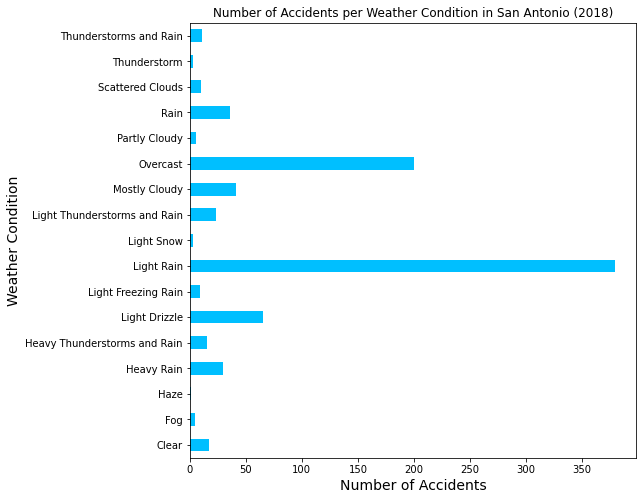 Number of Accidents per Weather Condition in San Antonio (2018)
Weather Condition
Thunderstorms and Rain
Thunderstorm
Scattered Clouds
Rain
Partly Cloudy
Overcast
Mostly Cloudy
Light Thunderstorms and Rain
Light Snow
Light Rain
Light Freezing Rain
Light Drizzle
Heavy Thunderstorms and Rain
Heavy Rain
Haze
Fog
Clear
0 50 100 150 200 250 300 350
Number of Accidents